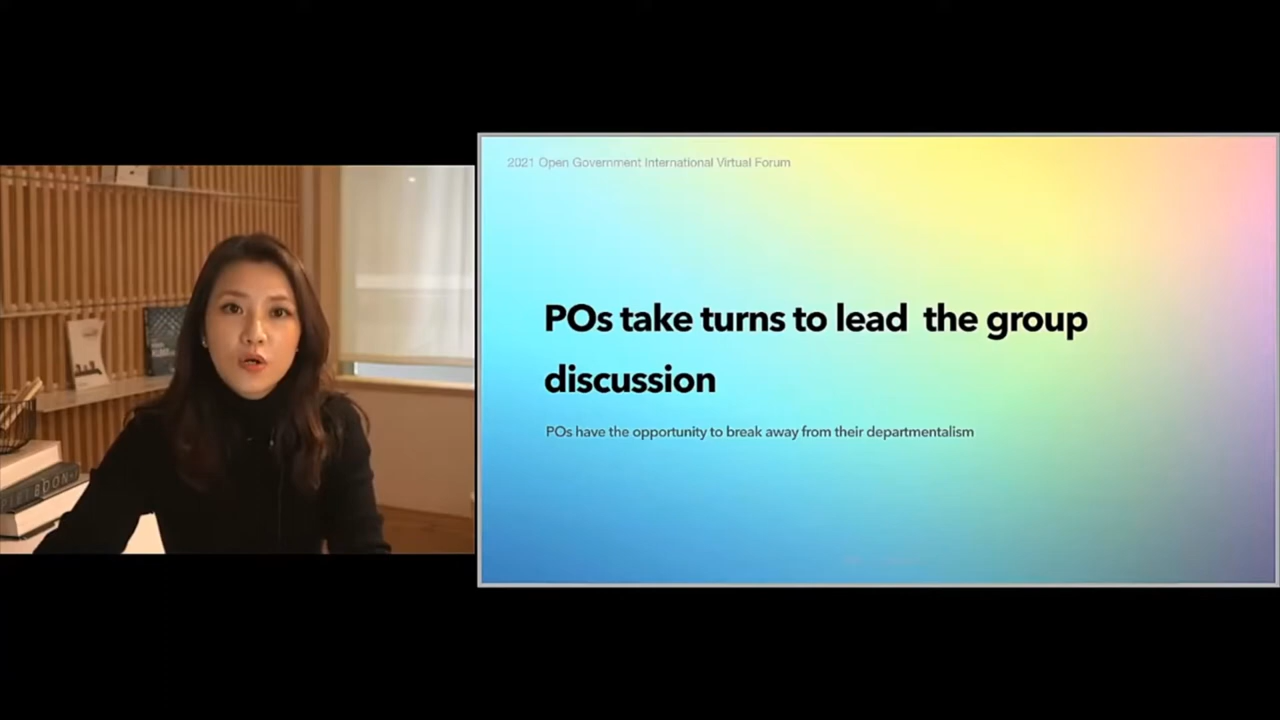 2021 Open Government International Virtual Forum
POs take turns to lead the group
discussion
POs have the opportunity to break away from their departmentalism